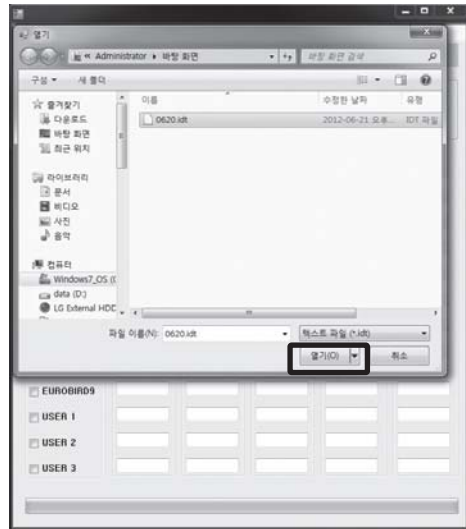 열기
« Administrator ▸ 바탕 화면
바탕 화면 검색
구성 ▾ 새 폴더
즐겨찾기
다운로드
바탕 화면
최근 위치
라이브러리
문서
비디오
사진
음악
컴퓨터
Windows7_OS (C
data (D:)
LG External HDD
이름 수정한 날짜 유형
0620.idt 2012-06-21 오후... IDT 파일
파일 이름(N): 0620.idt 텍스트 파일 (*.idt)
열기(O) 취소
EUROBIRD9
USER 1
USER 2
USER 3